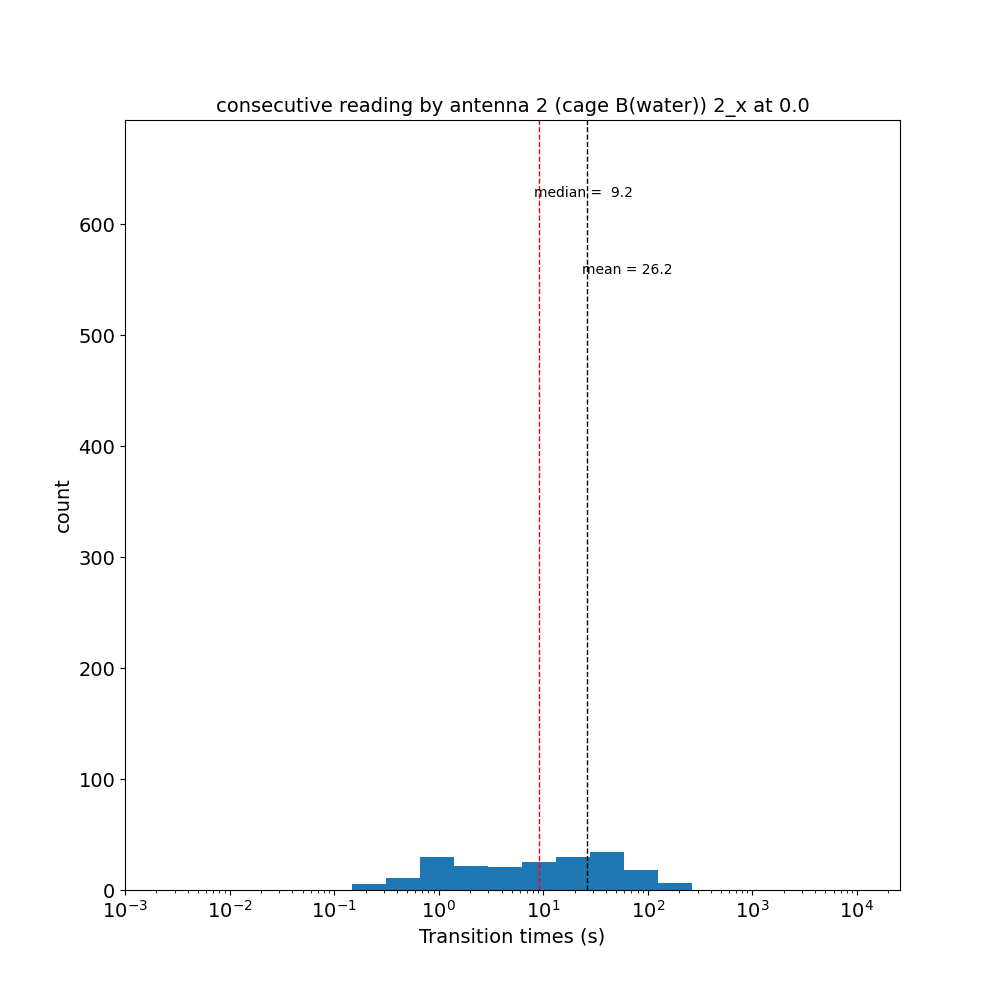 consecutive reading by antenna 2 (cage B(water)) 2_x at 0.0
median =  9.2
mean = 26.2
600
500
400
300
200
100
0
count
10⁻³ 10⁻² 10⁻¹ 10⁰ 10¹ 10² 10³ 10⁴
Transition times (s)